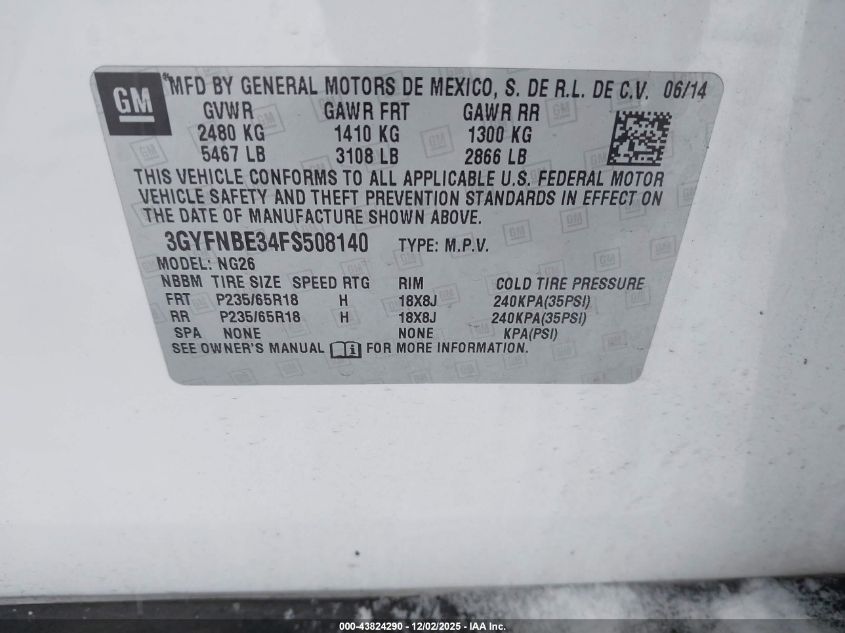 GM
MFD BY GENERAL MOTORS DE MEXICO, S. DE R.L. DE C.V. 06/14
GVWR GAWR FRT GAWR RR
2480 KG 1410 KG 1300 KG
5467 LB 3108 LB 2866 LB
THIS VEHICLE CONFORMS TO ALL APPLICABLE U.S. FEDERAL MOTOR
VEHICLE SAFETY AND THEFT PREVENTION STANDARDS IN EFFECT ON
THE DATE OF MANUFACTURE SHOWN ABOVE.
3GYFNBE34FS508140 TYPE: M.P.V.
MODEL: NG26
NBBM TIRE SIZE SPEED RTG RIM COLD TIRE PRESSURE
FRT P235/65R18 H 18X8J 240KPA(35PSI)
RR P235/65R18 H 18X8J 240KPA(35PSI)
SPA NONE NONE KPA(PSI)
SEE OWNER'S MANUAL FOR MORE INFORMATION.
000-43824290 - 12/02/2025 - IAA Inc.